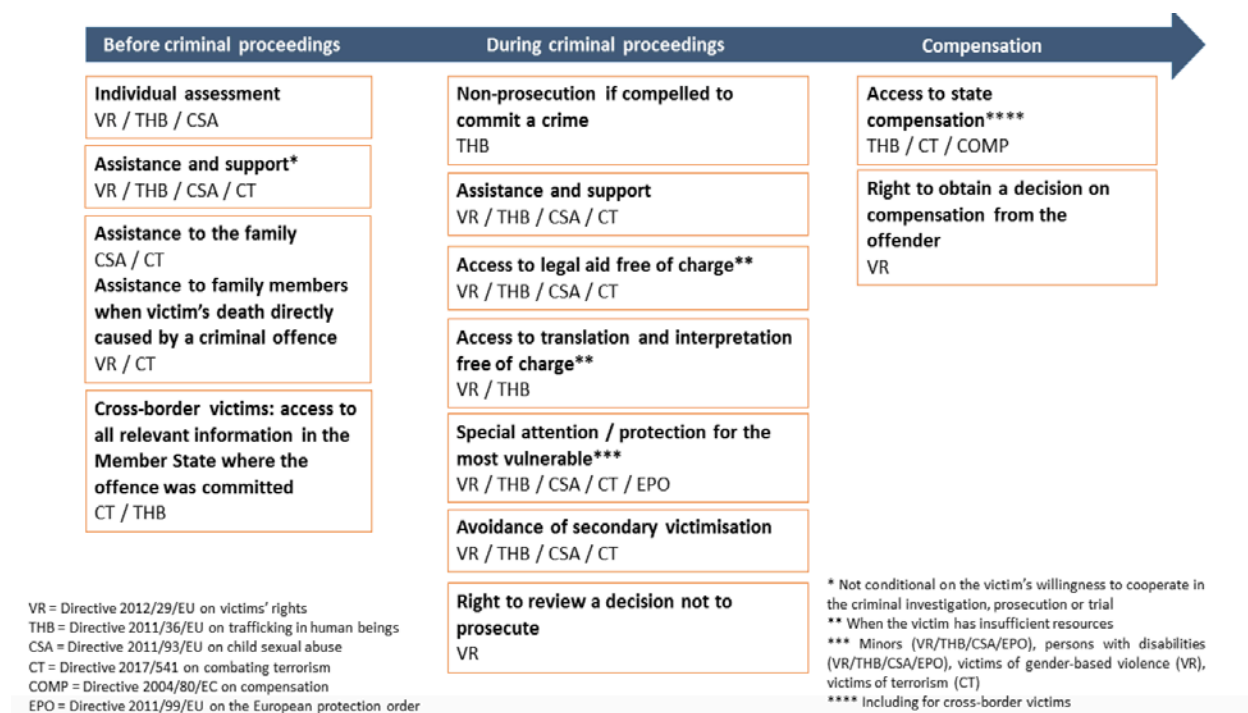 Before criminal proceedings
During criminal proceedings
Compensation
Individual assessment
VR / THB / CSA
Assistance and support*
VR / THB / CSA / CT
Assistance to the family
CSA / CT
Assistance to family members
when victim's death directly
caused by a criminal offence
VR / CT
Cross-border victims: access to
all relevant information in the
Member State where the
offence was committed
CT / THB
Non-prosecution if compelled to
commit a crime
THB
Assistance and support
VR / THB / CSA / CT
Access to legal aid free of charge**
VR / THB / CSA / CT
Access to translation and interpretation
free of charge**
VR / THB
Special attention / protection for the
most vulnerable***
VR / THB / CSA / CT / EPO
Avoidance of secondary victimisation
VR / THB / CSA / CT
Right to review a decision not to
prosecute
VR
Access to state
compensation****
THB / CT / COMP
Right to obtain a decision on
compensation from the
offender
VR
VR = Directive 2012/29/EU on victims' rights
THB = Directive 2011/36/EU on trafficking in human beings
CSA = Directive 2011/93/EU on child sexual abuse
CT = Directive 2017/541 on combating terrorism
COMP = Directive 2004/80/EC on compensation
EPO = Directive 2011/99/EU on the European protection order
* Not conditional on the victim's willingness to cooperate in
the criminal investigation, prosecution or trial
** When the victim has insufficient resources
*** Minors (VR/THB/CSA/EPO), persons with disabilities
(VR/THB/CSA/EPO), victims of gender-based violence (VR),
victims of terrorism (CT)
**** Including for cross-border victims